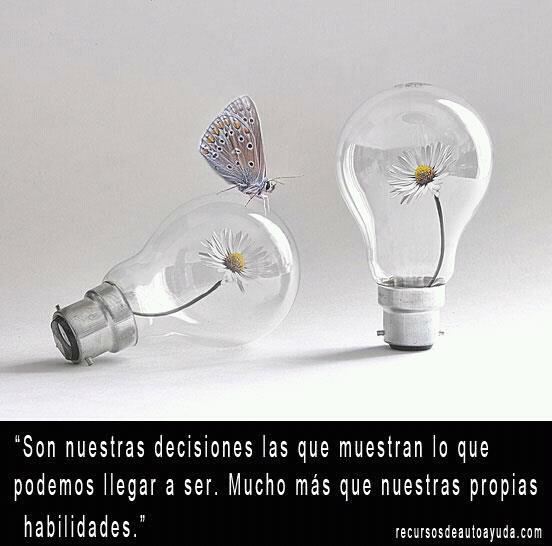 “Son nuestras decisiones las que muestran lo que
podemos llegar a ser. Mucho más que nuestras propias
habilidades.”
recursosdeautoayuda.com